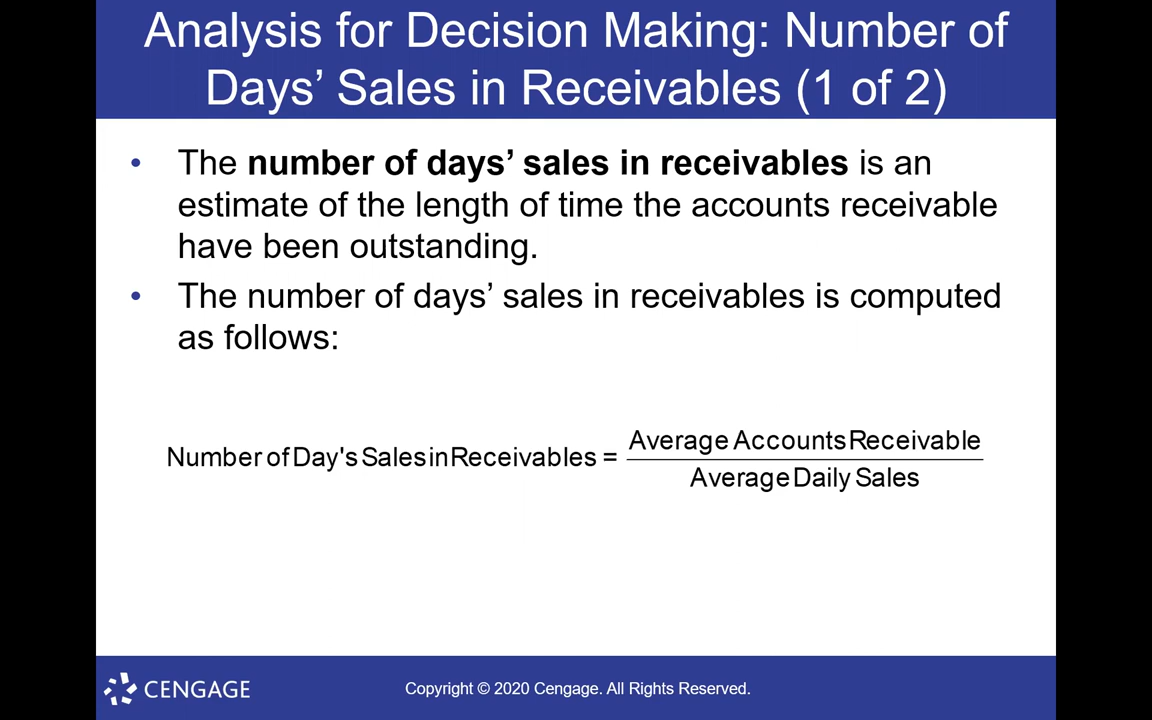 Analysis for Decision Making: Number of
Days’ Sales in Receivables (1 of 2)
• The number of days’ sales in receivables is an
estimate of the length of time the accounts receivable
have been outstanding.
• The number of days’ sales in receivables is computed
as follows:
Number of Day's Sales in Receivables = Average Accounts Receivable
Average Daily Sales
CENGAGE
Copyright © 2020 Cengage. All Rights Reserved.